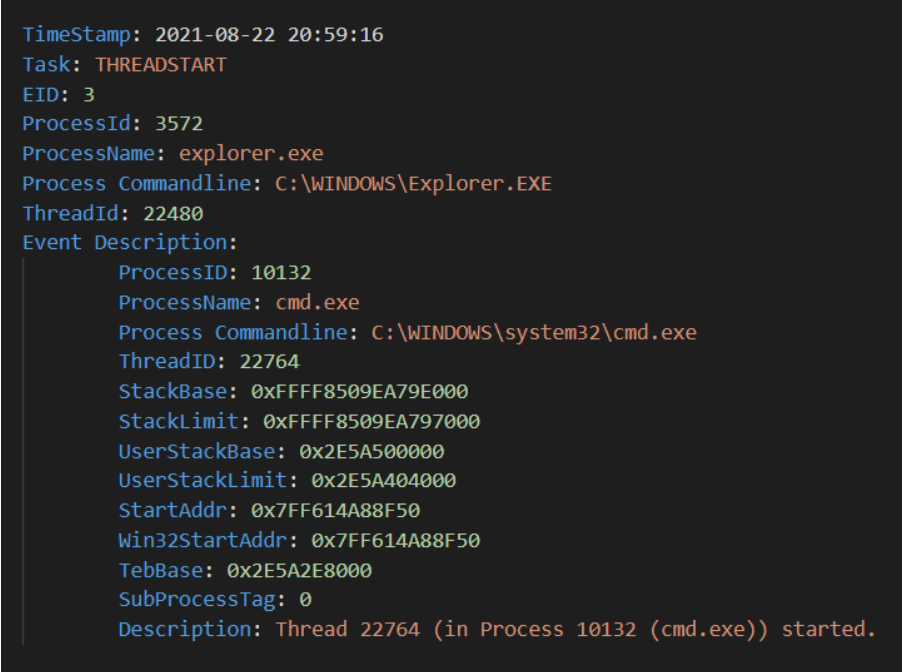 TimeStamp: 2021-08-22 20:59:16
Task: THREADSTART
EID: 3
ProcessId: 3572
ProcessName: explorer.exe
Process Commandline: C:\WINDOWS\Explorer.EXE
ThreadId: 22480
Event Description:
ProcessID: 10132
ProcessName: cmd.exe
Process Commandline: C:\WINDOWS\system32\cmd.exe
ThreadID: 22764
StackBase: 0xFFFF8509EA79E000
StackLimit: 0xFFFF8509EA797000
UserStackBase: 0x2E5A500000
UserStackLimit: 0x2E5A404000
StartAddr: 0x7FF614A88F50
Win32StartAddr: 0x7FF614A88F50
TebBase: 0x2E5A2E8000
SubProcessTag: 0
Description: Thread 22764 (in Process 10132 (cmd.exe)) started.